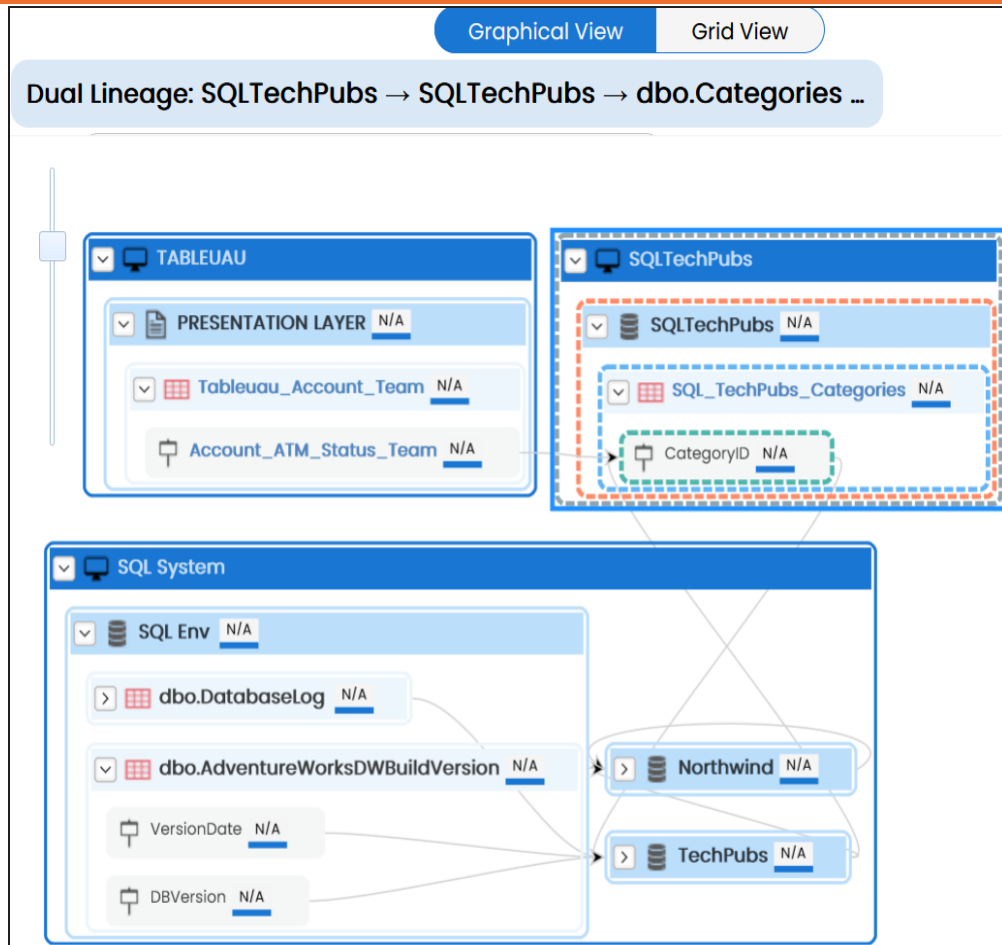 Graphical View
Grid View
Dual Lineage: SQLTechPubs → SQLTechPubs → dbo.Categories ...
TABLEUAU
PRESENTATION LAYER N/A
Tableuau_Account_Team N/A
Account_ATM_Status_Team N/A
SQLTechPubs
SQLTechPubs N/A
SQL_TechPubs_Categories N/A
CategoryID N/A
SQL System
SQL Env N/A
dbo.DatabaseLog N/A
dbo.AdventureWorksDWBuildVersion N/A
VersionDate N/A
DBVersion N/A
Northwind N/A
TechPubs N/A